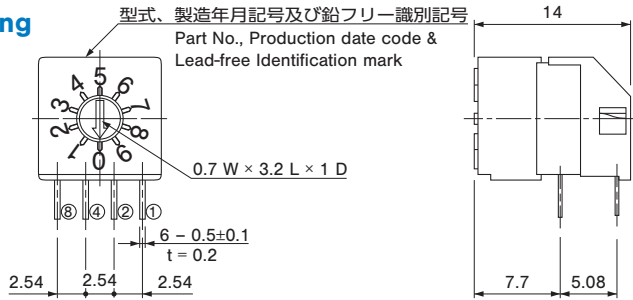 ng
型式、製造年月記号及び鉛フリー識別記号
Part No., Production date code &
Lead-free Identification mark
14
5
4 6
3 7
2 8
1 9
0
0.7 W × 3.2 L × 1 D
⑧ ④ ② ①
6 – 0.5±0.1
t = 0.2
2.54 2.54 2.54
7.7 5.08